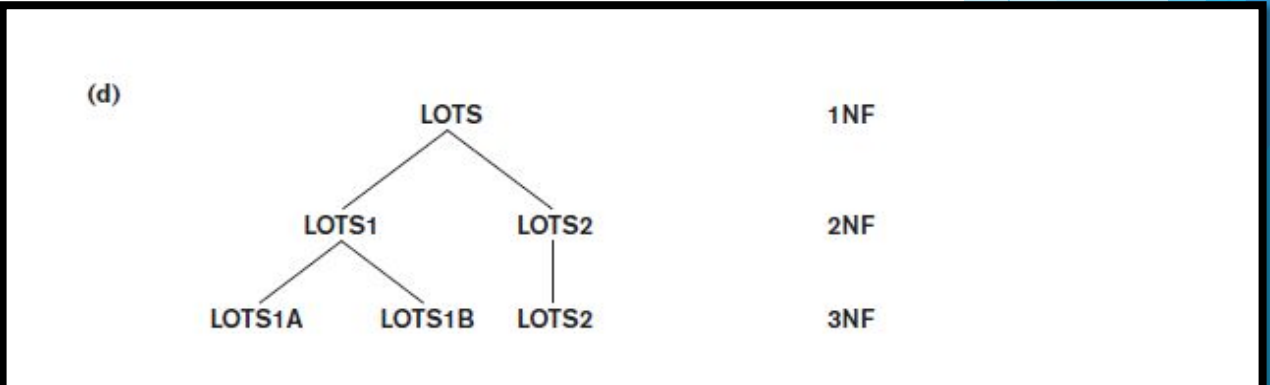 (d)
LOTS 1NF
LOTS1 LOTS2 2NF
LOTS1A LOTS1B LOTS2 3NF